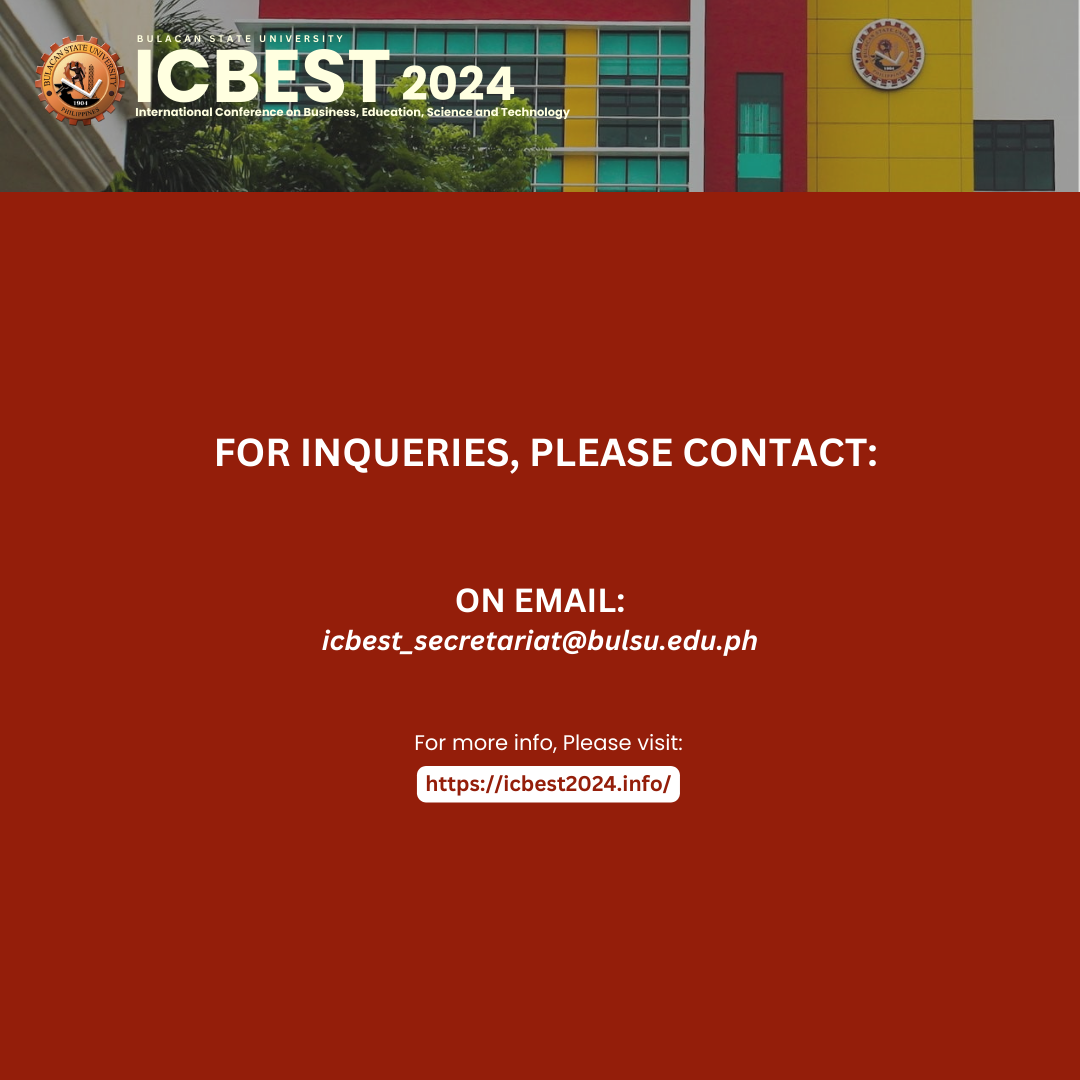 BULACAN STATE UNIVERSITY
ICBEST 2024
International Conference on Business, Education, Science and Technology
BULACAN STATE UNIVERSITY
1904
PHILIPPINES
FOR INQUERIES, PLEASE CONTACT:
ON EMAIL:
icbest_secretariat@bulsu.edu.ph
For more info, Please visit:
https://icbest2024.info/